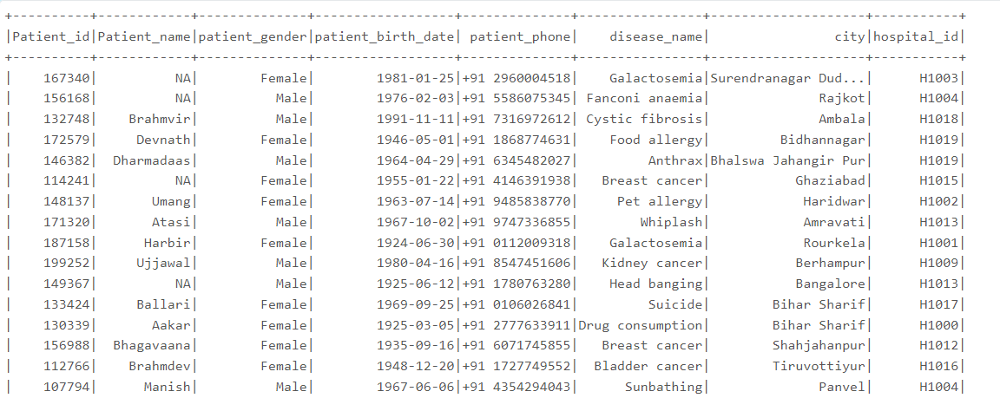 +----------+------------+--------------+------------------+--------------+----------------+--------------------+-----------+
|Patient_id|Patient_name|patient_gender|patient_birth_date| patient_phone|    disease_name|                city|hospital_id|
+----------+------------+--------------+------------------+--------------+----------------+--------------------+-----------+
|    167340|          NA|        Female|        1981-01-25|+91 2960004518|    Galactosemia|Surendranagar Dud...|      H1003|
|    156168|          NA|          Male|        1976-02-03|+91 5586075345| Fanconi anaemia|              Rajkot|      H1004|
|    132748|    Brahmvir|          Male|        1991-11-11|+91 7316972612| Cystic fibrosis|              Ambala|      H1018|
|    172579|    Devnath|        Female|        1946-05-01|+91 1868774631|    Food allergy|         Bidhannagar|      H1019|
|    146382|  Dharmadaas|          Male|        1964-04-29|+91 6345482027|         Anthrax|Bhalswa Jahangir Pur|      H1019|
|    114241|          NA|        Female|        1955-01-22|+91 4146391938|   Breast cancer|           Ghaziabad|      H1015|
|    148137|       Umang|        Female|        1963-07-14|+91 9485838770|     Pet allergy|            Haridwar|      H1002|
|    171320|       Atasi|          Male|        1967-10-02|+91 9747336855|        Whiplash|            Amravati|      H1013|
|    187158|      Harbir|        Female|        1924-06-30|+91 0112009318|    Galactosemia|            Rourkela|      H1001|
|    199252|     Ujjawal|          Male|        1980-04-16|+91 8547451606|   Kidney cancer|           Berhampur|      H1009|
|    149367|          NA|          Male|        1925-06-12|+91 1780763280|    Head banging|           Bangalore|      H1013|
|    133424|     Ballari|        Female|        1969-09-25|+91 0106026841|         Suicide|        Bihar Sharif|      H1017|
|    130339|       Aakar|        Female|        1925-03-05|+91 2777633911|Drug consumption|        Bihar Sharif|      H1000|
|    156988|  Bhagavaana|        Female|        1935-09-16|+91 6071745855|   Breast cancer|        Shahjahanpur|      H1012|
|    112766|    Brahmdev|        Female|        1948-12-20|+91 1727749552|  Bladder cancer|        Tiruvottiyur|      H1016|
|    107794|      Manish|          Male|        1967-06-06|+91 4354294043|      Sunbathing|              Panvel|      H1004|